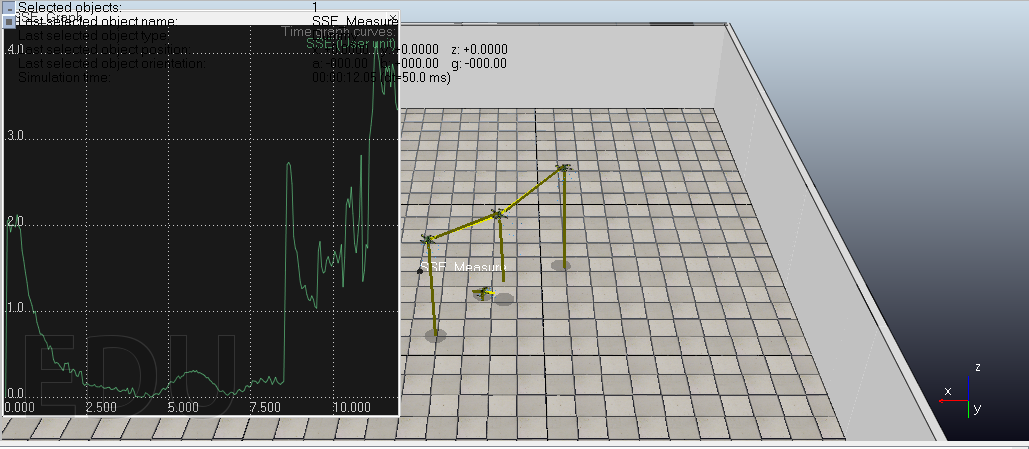 Selected objects: 1
SSE_Graph x
Last selected object name: SSE_Measure
Last selected object type:
Time graph curves:
SSE (User unit)
Last selected object position: +0.0000 z: +0.0000
Last selected object orientation: a: -000.00 +000.00 g: -000.00
Simulation time: 00:00:12.05 (dt=50.0 ms)
4.0
3.0
2.0
1.0
0.0
0.000 2.500 5.000 7.500 10.000
EDU
SSE_Measure
z
x
y